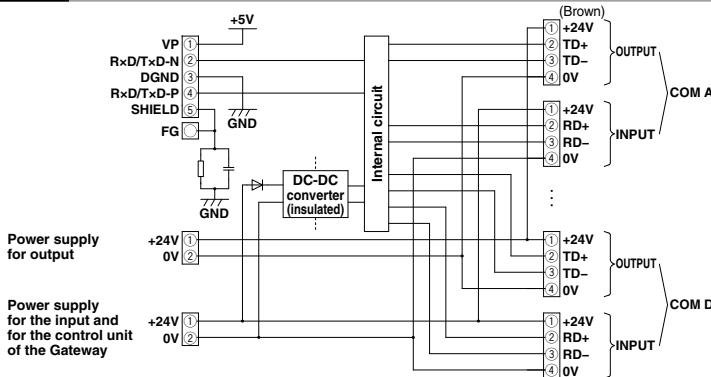 +5V
VP ①
R×D/T×D-N ②
DGND ③
R×D/T×D-P ④
SHIELD ⑤
FG
GND
GND
DC-DC
converter
(insulated)
Internal circuit
Power supply
for output
+24V ①
0V ②
Power supply
for the input and
for the control unit
of the Gateway
+24V ①
0V ②
(Brown)
① +24V
② TD+
③ TD−
④ 0V
OUTPUT
COM A
① +24V
② RD+
③ RD−
④ 0V
INPUT
① +24V
② TD+
③ TD−
④ 0V
OUTPUT
COM D
① +24V
② RD+
③ RD−
④ 0V
INPUT